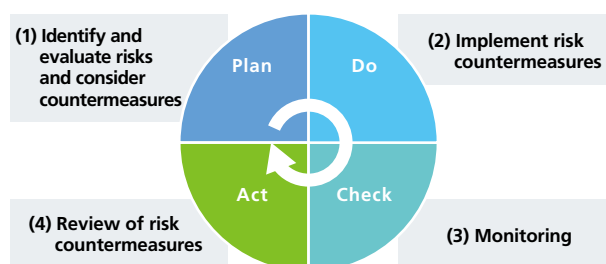 (1) Identify and
evaluate risks
and consider
countermeasures
Plan
Do
(2) Implement risk
countermeasures
Act
Check
(4) Review of risk
countermeasures
(3) Monitoring